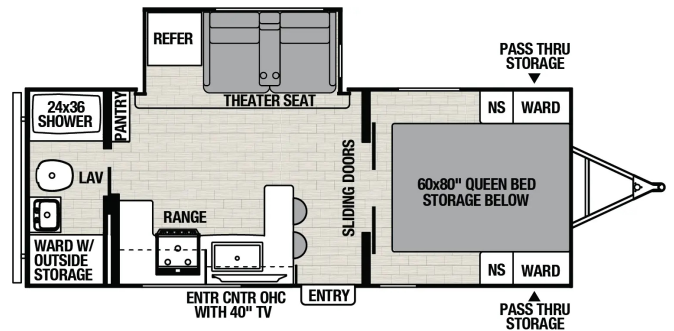 REFER
PASS THRU
STORAGE
24x36
SHOWER
PANTRY
THEATER SEAT
NS
WARD
LAV
SLIDING DOORS
60x80" QUEEN BED
STORAGE BELOW
RANGE
WARD W/
OUTSIDE
STORAGE
NS
WARD
ENTR CNTR OHC
WITH 40" TV
ENTRY
PASS THRU
STORAGE